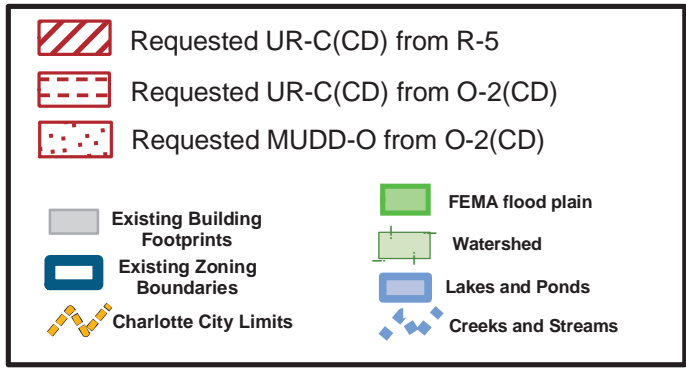 Requested UR-C(CD) from R-5
Requested UR-C(CD) from O-2(CD)
Requested MUDD-O from O-2(CD)
Existing Building
Footprints
Existing Zoning
Boundaries
Charlotte City Limits
FEMA flood plain
Watershed
Lakes and Ponds
Creeks and Streams